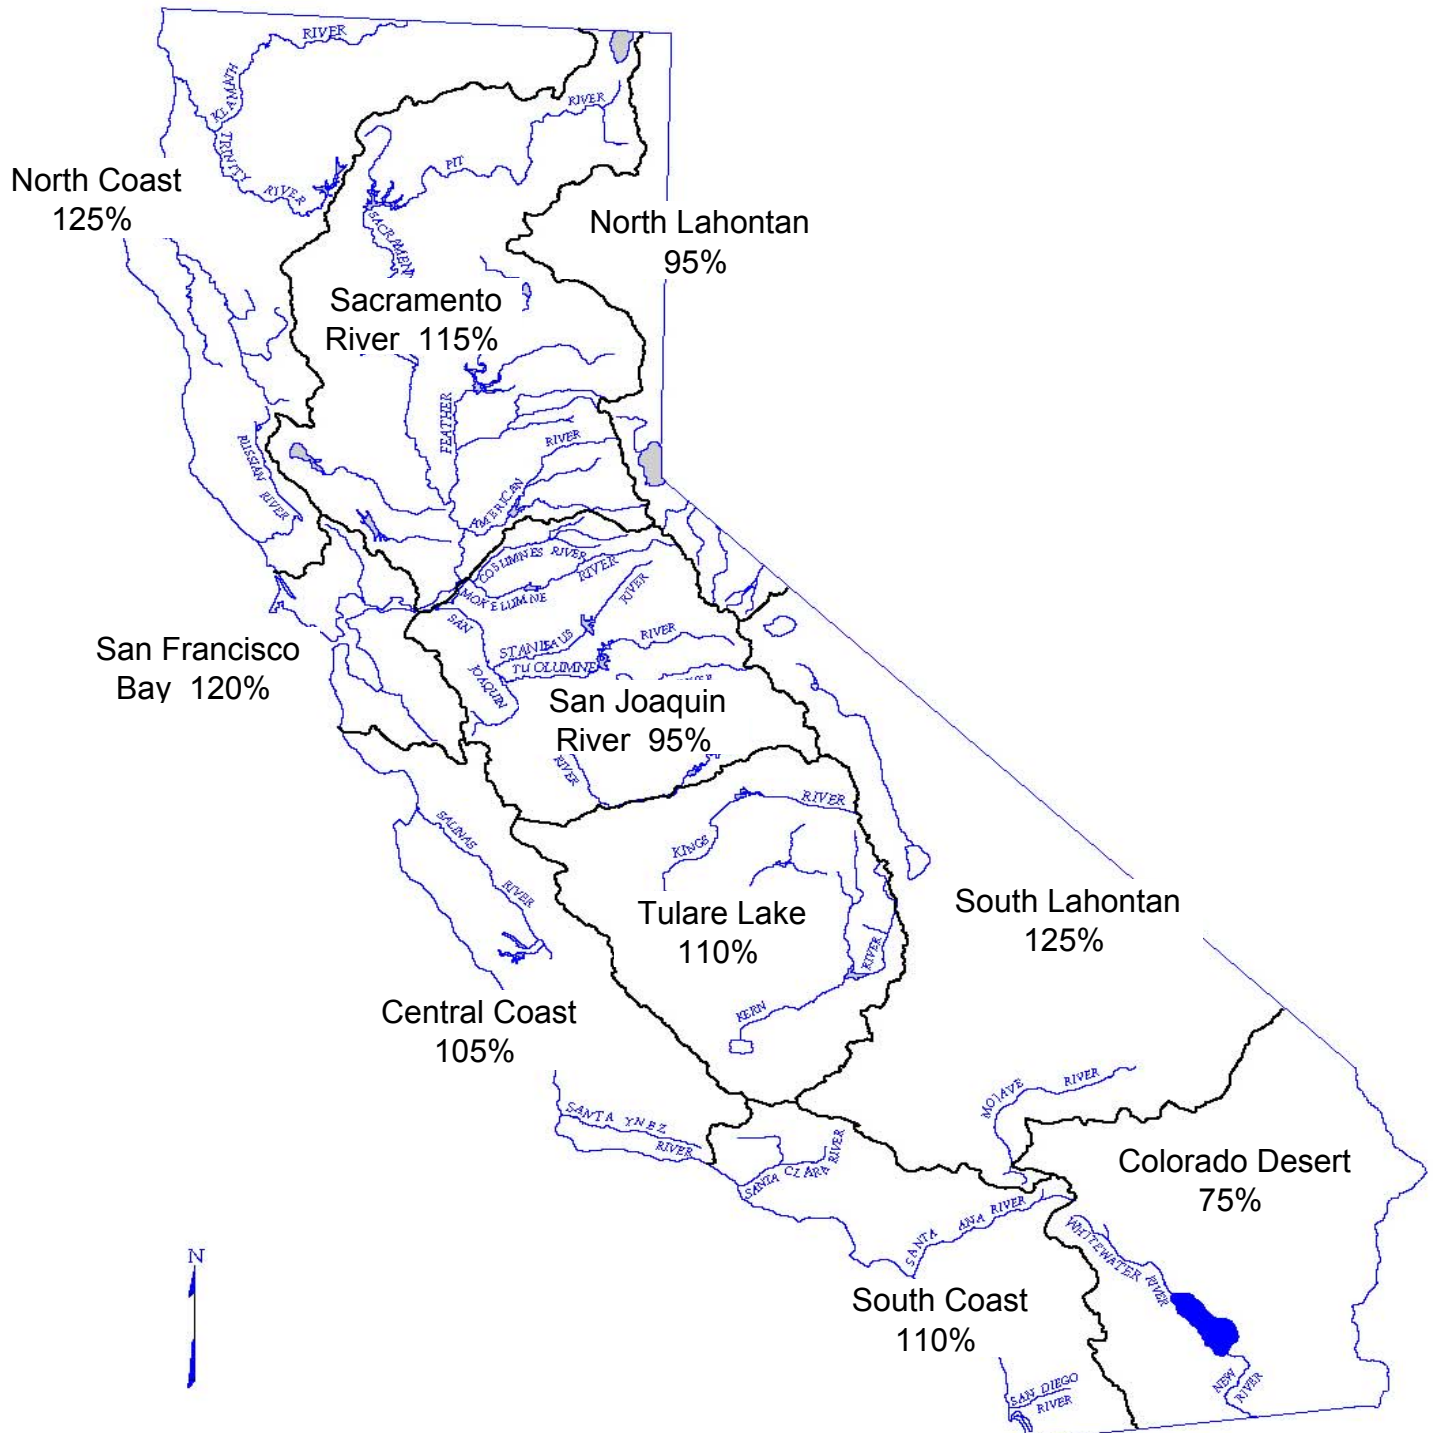 RIVER
KLAMATH
RIVER
TRINITY
RIVER
PIT
North Coast
125%
SACRAMEN
North Lahontan
95%
Sacramento
River 115%
FEATHER
RIVER
AMERICAN
RUSSIAN
RIVER
COSUMNES RIVER
RIVER
MOKELUMNE
RIVER
SAN
STANISAUS
RIVER
TUOLUMNE
JOAQUIN
San Francisco
Bay 120%
San Joaquin
River 95%
RIVER
RIVER
SALINAS
KINGS
RIVER
Tulare Lake
110%
South Lahontan
125%
RIVER
KERN
Central Coast
105%
MOJAVE
RIVER
SANTA YNEZ
RIVER
SANTA CLARA RIVER
Colorado Desert
75%
SANTA ANA RIVER
WHITEWATER RIVER
N
South Coast
110%
NEW
RIVER
SAN DIEGO
RIVER